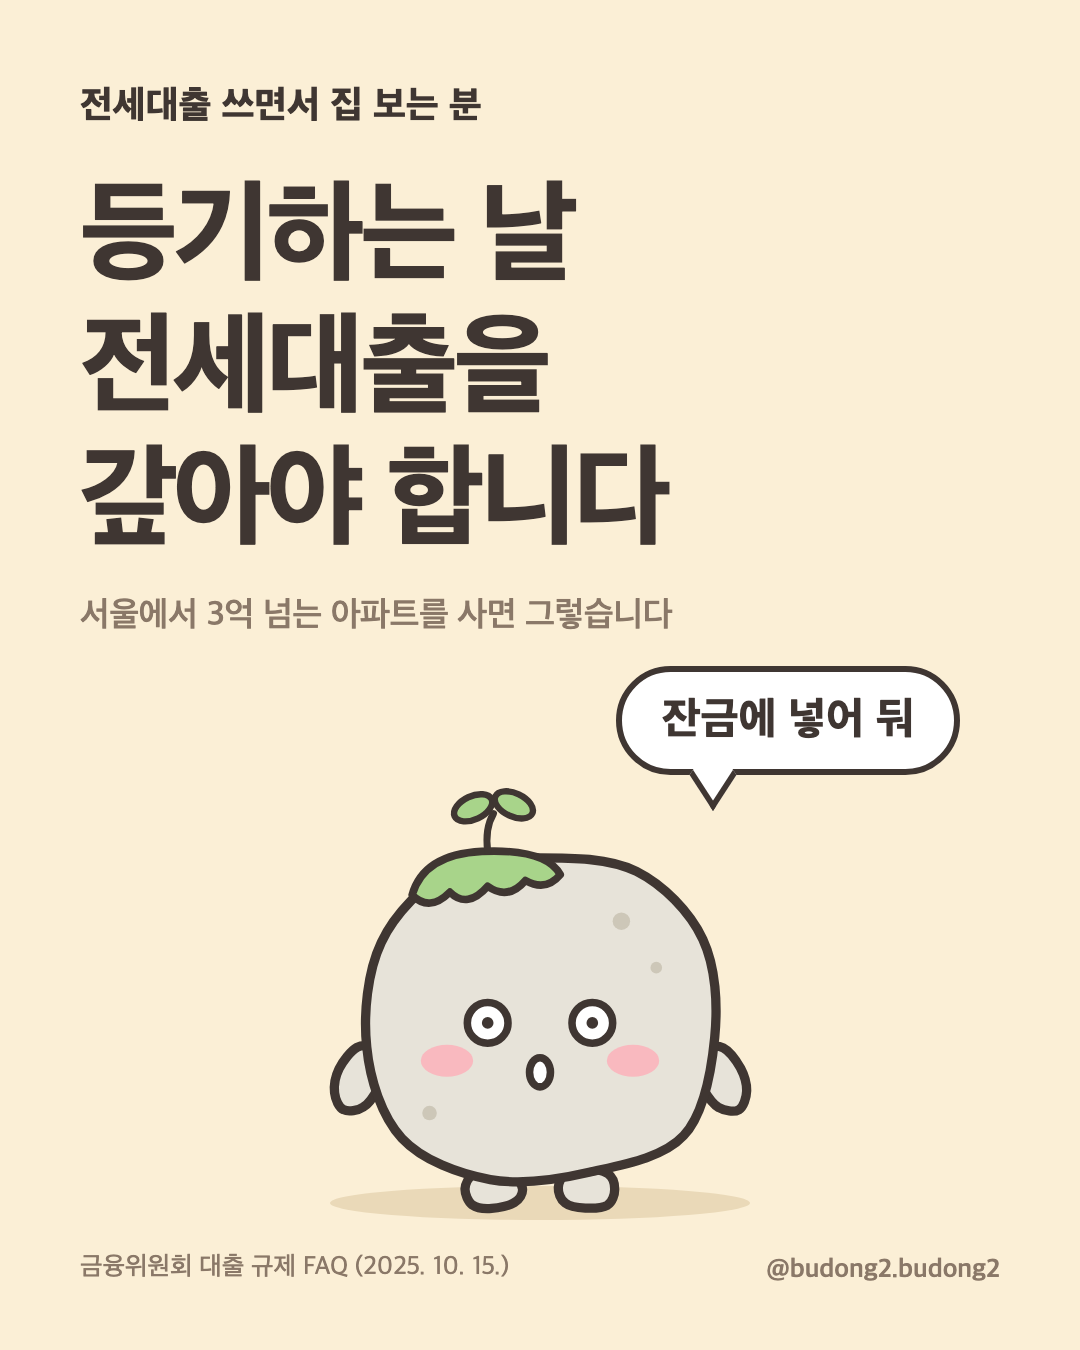 전세대출 쓰면서 집 보는 분
등기하는 날
전세대출을
갚아야 합니다
서울에서 3억 넘는 아파트를 사면 그렇습니다
잔금에 넣어 둬
금융위원회 대출 규제 FAQ (2025. 10. 15.)
@budong2.budong2